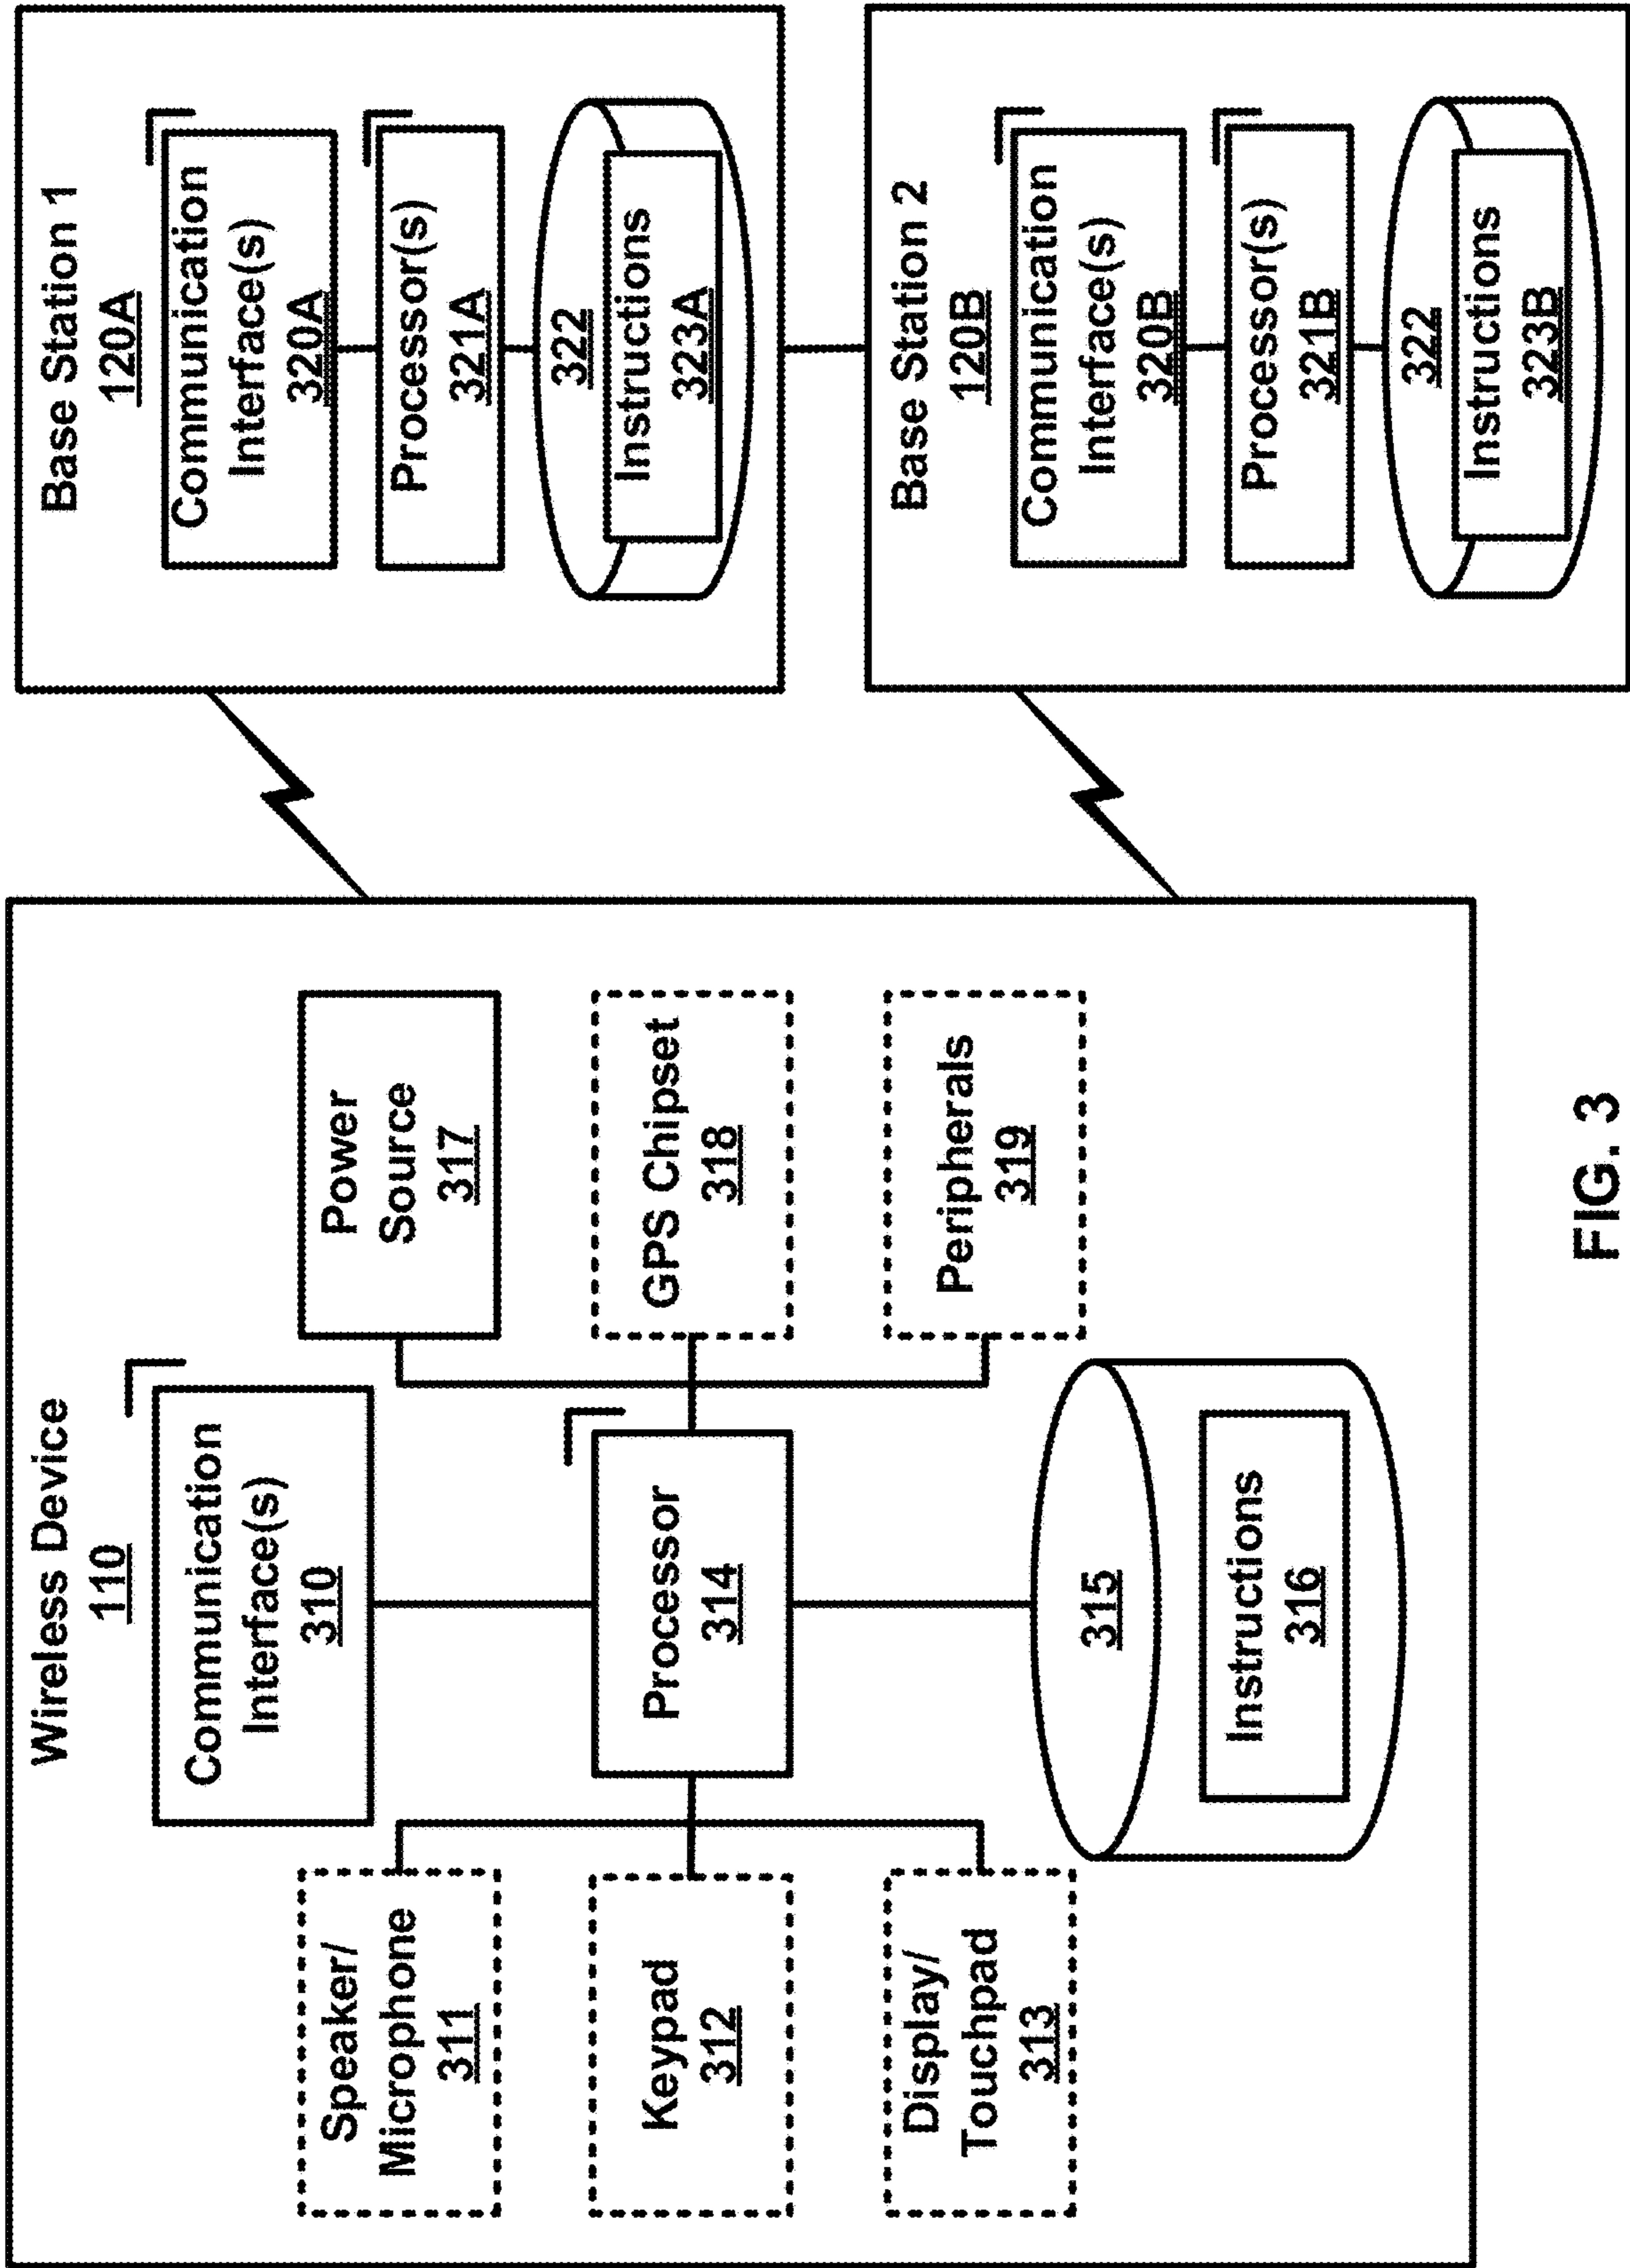 Wireless Device
110
Communication
Interface(s)
310
Speaker/
Microphone
311
Keypad
312
Display/
Touchpad
313
Processor
314
Power
Source
317
GPS Chipset
318
Peripherals
319
315
Instructions
316
Base Station 1
120A
Communication
Interface(s)
320A
Processor(s)
321A
322
Instructions
323A
Base Station 2
120B
Communication
Interface(s)
320B
Processor(s)
321B
322
Instructions
323B
FIG. 3